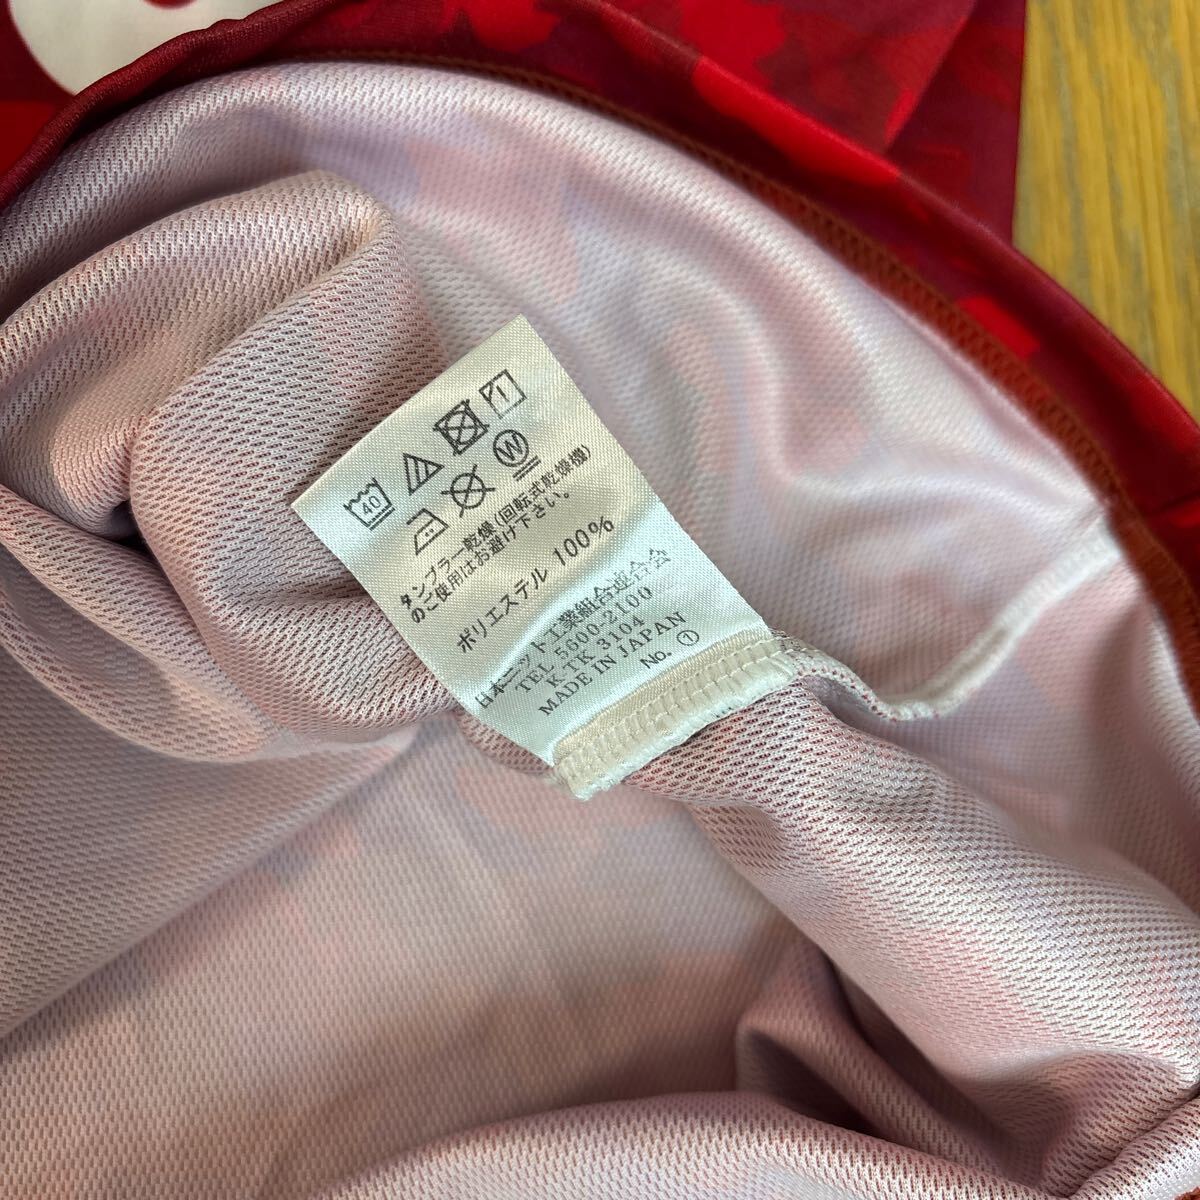 40
W
タンブラー乾燥(回転式乾燥機)
のご使用はお避け下さい。
ポリエステル 100%
日本ニット工業組合連合会
TEL 5600-2100
K TK 3104
MADE IN JAPAN
No. ⑦